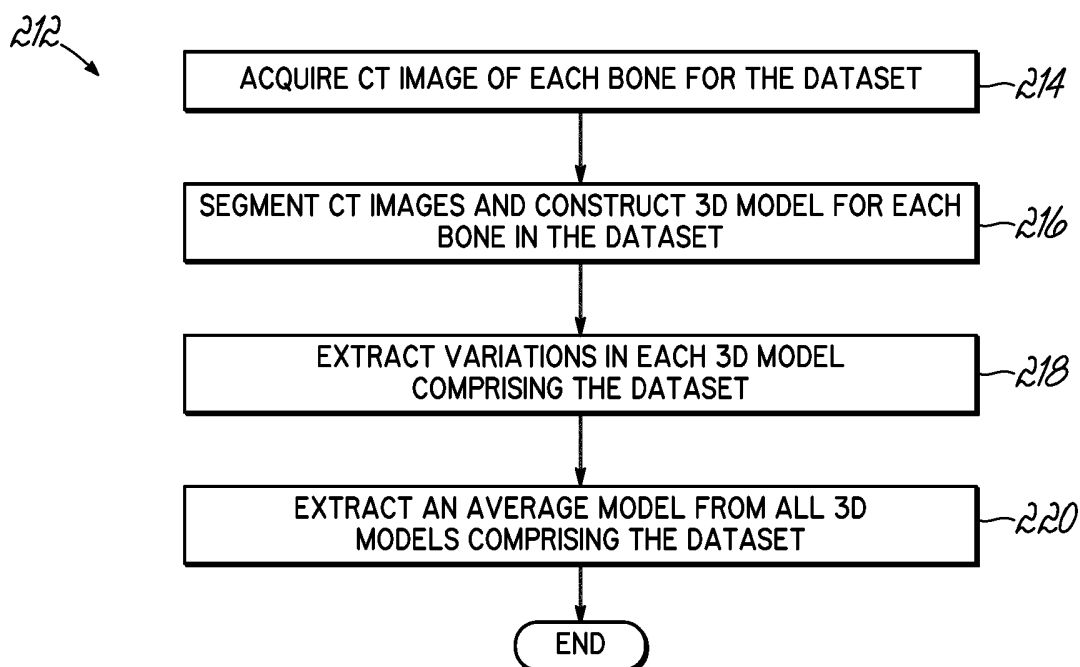 212
ACQUIRE CT IMAGE OF EACH BONE FOR THE DATASET
214
SEGMENT CT IMAGES AND CONSTRUCT 3D MODEL FOR EACH
BONE IN THE DATASET
216
EXTRACT VARIATIONS IN EACH 3D MODEL
COMPRISING THE DATASET
218
EXTRACT AN AVERAGE MODEL FROM ALL 3D
MODELS COMPRISING THE DATASET
220
END